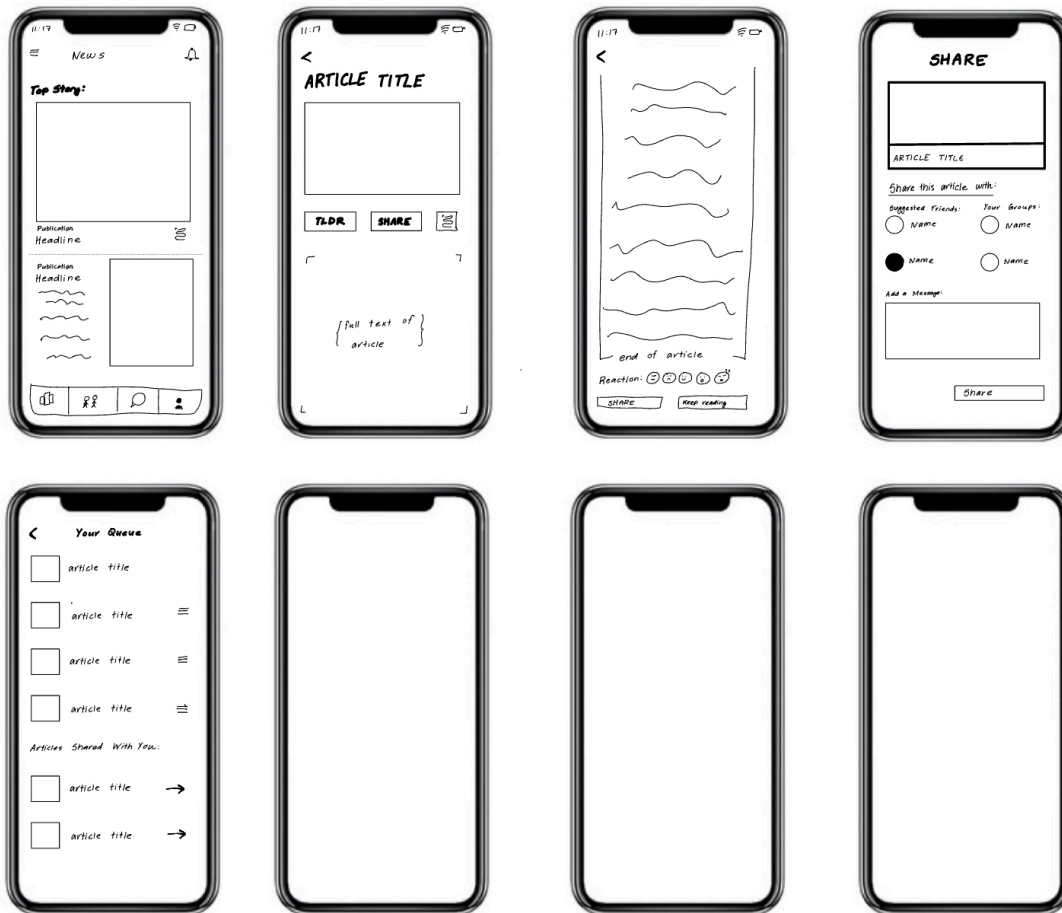 11:17
News
Top Story:
Publication
Headline
Publication
Headline
11:17
ARTICLE TITLE
TLDR
SHARE
{full text of
article}
11:17
end of article
Reaction:
SHARE
Keep reading
SHARE
ARTICLE TITLE
Share this article with:
Suggested Friends:
Your Groups:
Name
Name
Name
Name
Add a Message:
Share
Your Queue
article title
article title
article title
article title
Articles Shared With You:
article title
article title